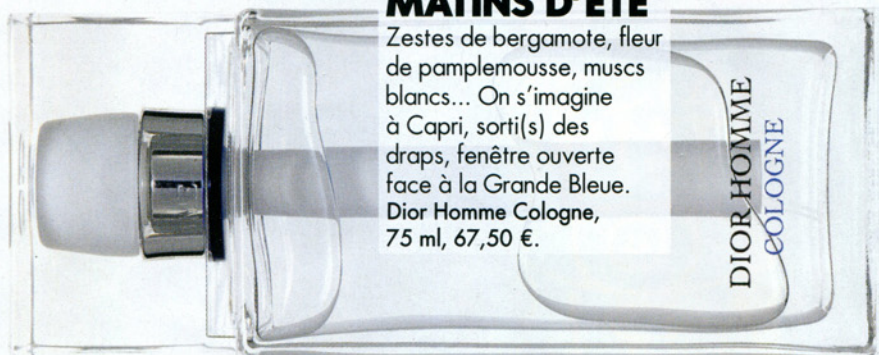 MATINS D'ÉTÉ
Zestes de bergamote, fleur
de pamplemousse, muscs
blancs... On s'imagine
à Capri, sorti(s) des
draps, fenêtre ouverte
face à la Grande Bleue.
Dior Homme Cologne,
75 ml, 67,50 €.
DIOR HOMME
COLOGNE